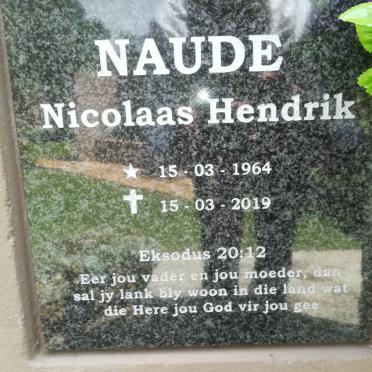 NAUDE
Nicolaas Hendrik
★ 15 - 03 - 1964
✝ 15 - 03 - 2019
Eksodus 20:12
Eer jou vader en jou moeder, dan
sal jy lank bly woon in die land wat
die Here jou God vir jou gee